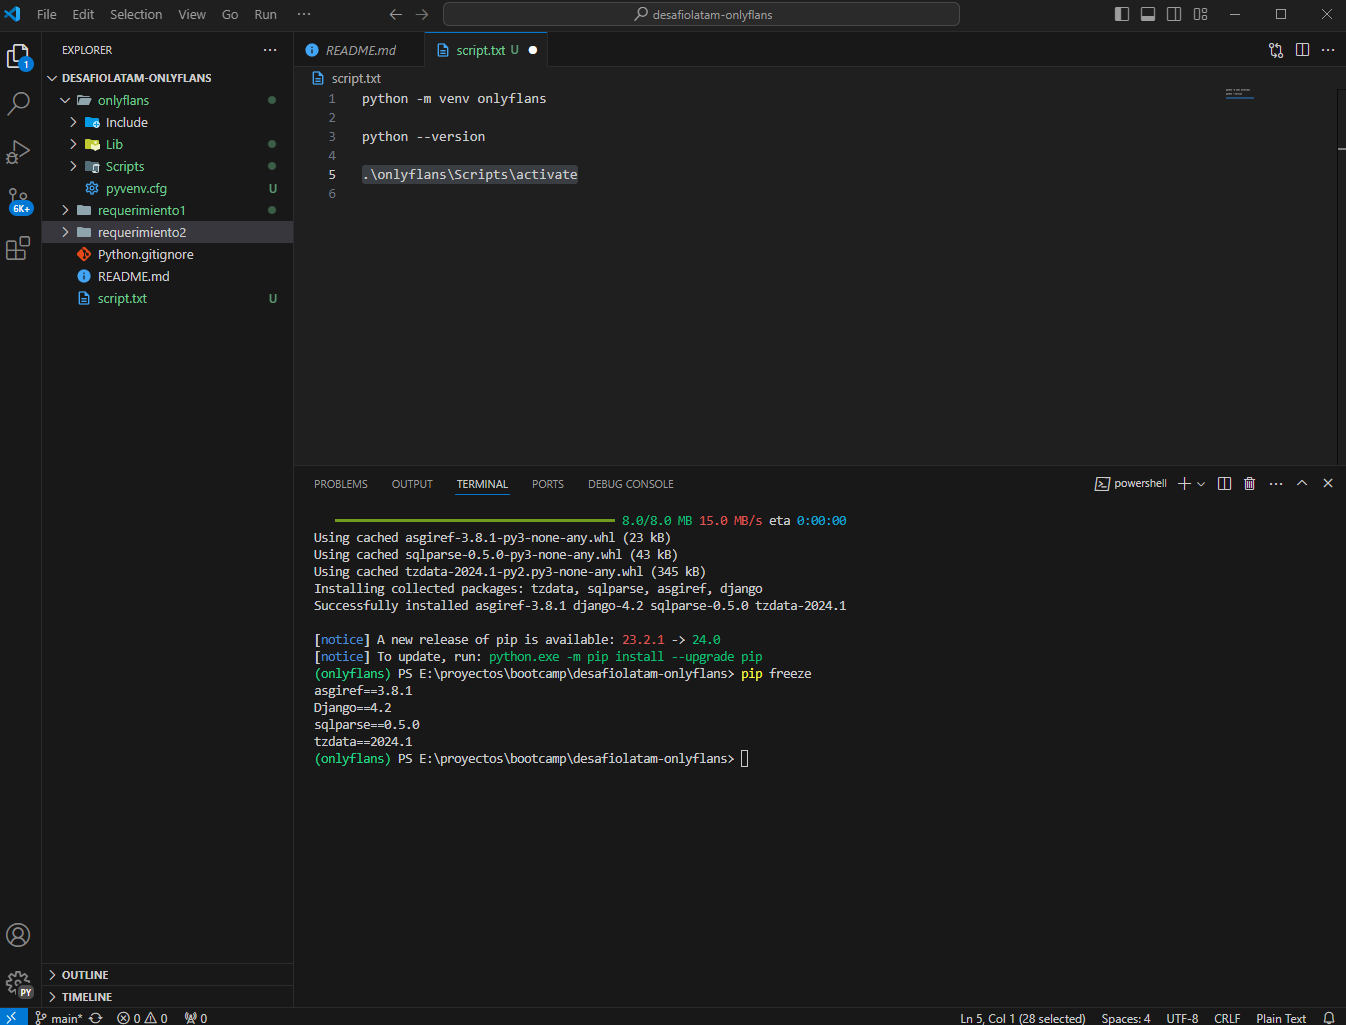 File Edit Selection View Go Run ··· desafiolatam-onlyflans
EXPLORER
DESAFIOLATAM-ONLYFLANS
onlyflans
Include
Lib
Scripts
pyvenv.cfg U
requerimiento1
requerimiento2
Python.gitignore
README.md
script.txt U
1
6K+
PY
OUTLINE
TIMELINE
README.md script.txt U
script.txt
1 python -m venv onlyflans
2
3 python --version
4
5 .\onlyflans\Scripts\activate
6
PROBLEMS OUTPUT TERMINAL PORTS DEBUG CONSOLE powershell
8.0/8.0 MB 15.0 MB/s eta 0:00:00
Using cached asgiref-3.8.1-py3-none-any.whl (23 kB)
Using cached sqlparse-0.5.0-py3-none-any.whl (43 kB)
Using cached tzdata-2024.1-py2.py3-none-any.whl (345 kB)
Installing collected packages: tzdata, sqlparse, asgiref, django
Successfully installed asgiref-3.8.1 django-4.2 sqlparse-0.5.0 tzdata-2024.1
[notice] A new release of pip is available: 23.2.1 -> 24.0
[notice] To update, run: python.exe -m pip install --upgrade pip
(onlyflans) PS E:\proyectos\bootcamp\desafiolatam-onlyflans> pip freeze
asgiref==3.8.1
Django==4.2
sqlparse==0.5.0
tzdata==2024.1
(onlyflans) PS E:\proyectos\bootcamp\desafiolatam-onlyflans>
main* 0 0 0 Ln 5, Col 1 (28 selected) Spaces: 4 UTF-8 CRLF Plain Text